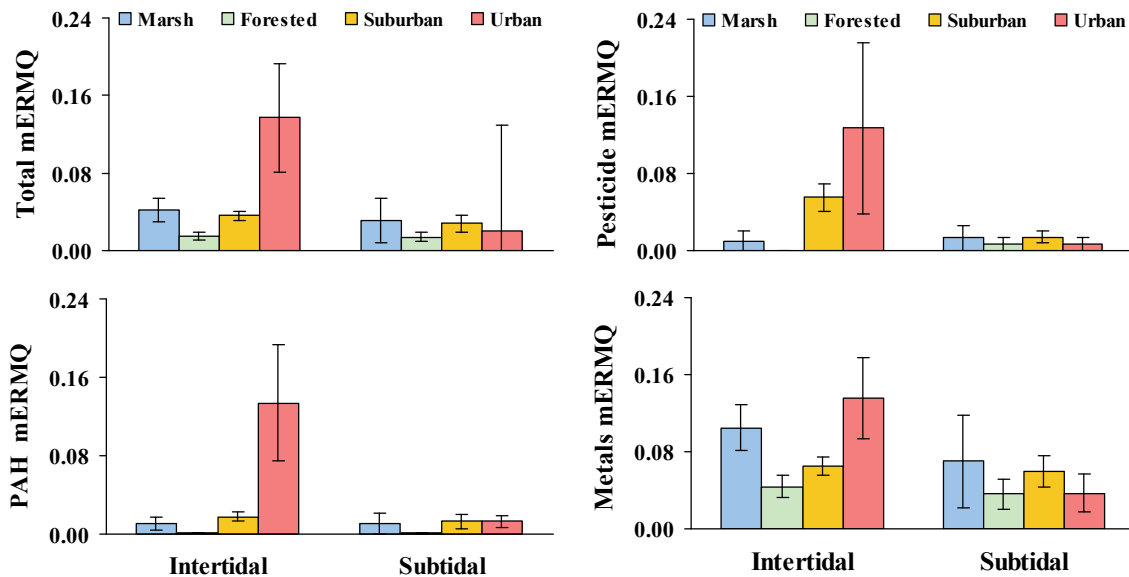 0.24
Marsh Forested Suburban Urban
0.16
0.08
0.00
Total mERMQ
0.24
Marsh Forested Suburban Urban
0.16
0.08
0.00
Pesticide mERMQ
0.24
0.16
0.08
0.00
PAH mERMQ
Intertidal Subtidal
0.24
0.16
0.08
0.00
Metals mERMQ
Intertidal Subtidal